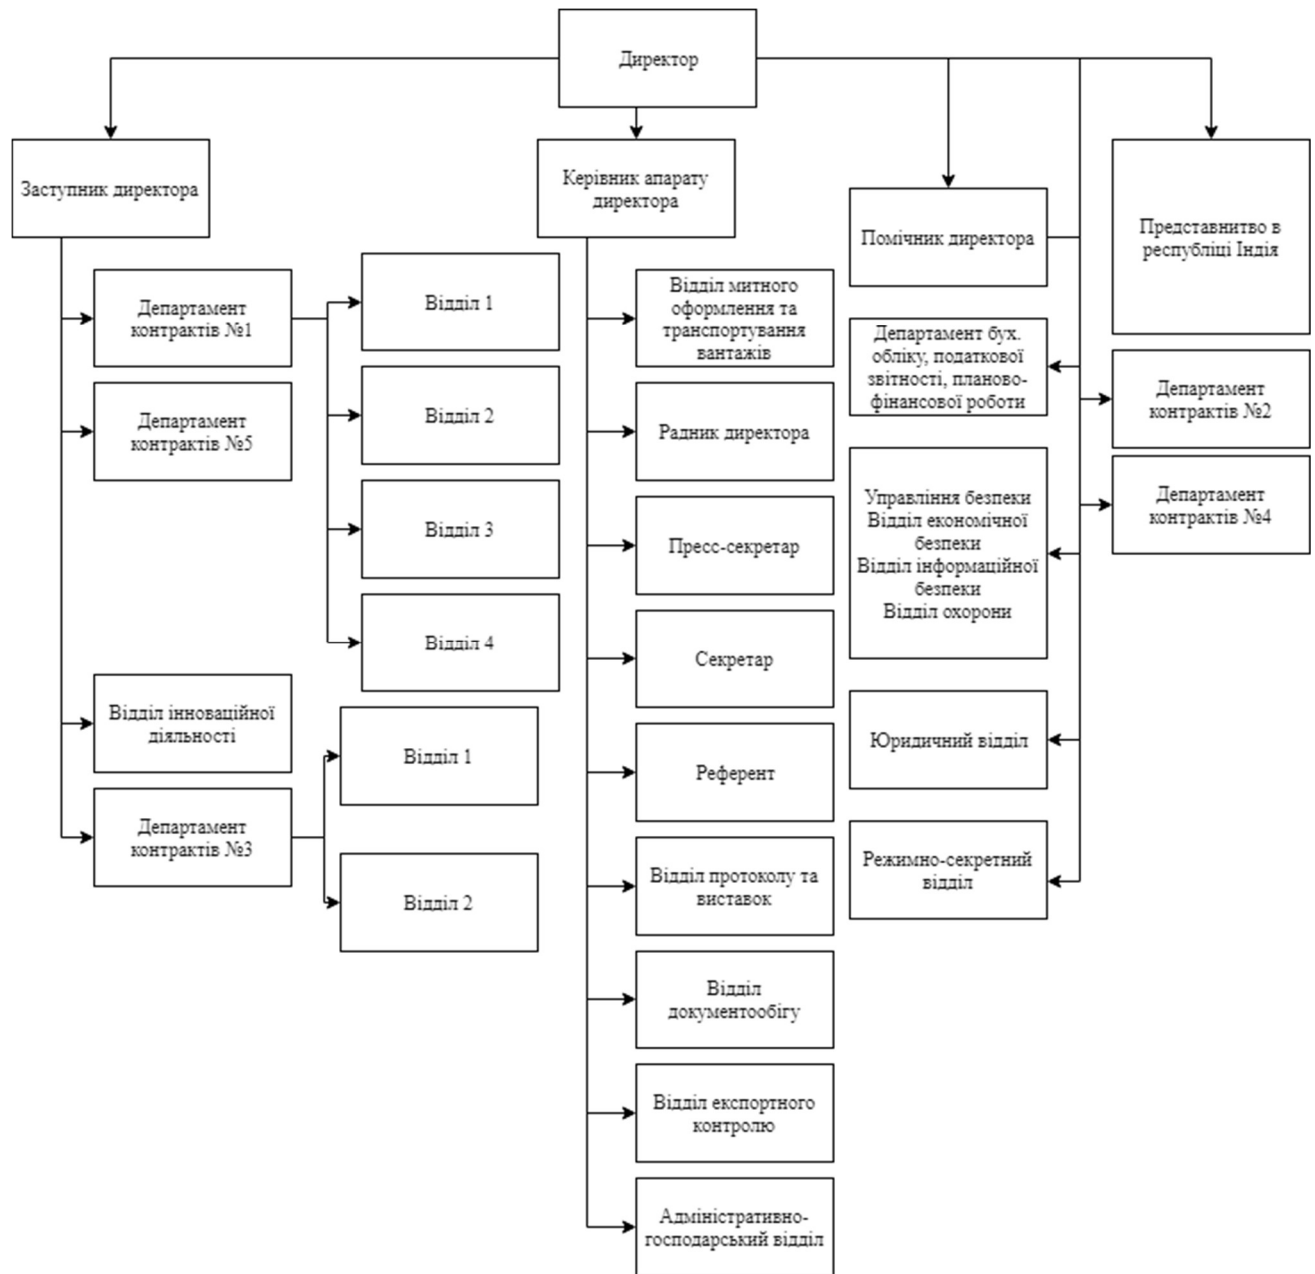 Директор
Заступник директора
Керівник апарату
директора
Помічник директора
Представнитво в
республіці Індія
Департамент
контрактів №1
Департамент
контрактів №5
Відділ інноваційної
діяльності
Департамент
контрактів №3
Відділ 1
Відділ 2
Відділ 3
Відділ 4
Відділ 1
Відділ 2
Відділ митного
оформлення та
транспортування
вантажів
Радник директора
Пресс-секретар
Секретар
Референт
Відділ протоколу та
виставок
Відділ
документообігу
Відділ експортного
контролю
Адміністративно-
господарський відділ
Департамент бух.
обліку, податкової
звітності, планово-
фінансової роботи
Управління безпеки
Відділ економічної
безпеки
Відділ інформаційної
безпеки
Відділ охорони
Юридичний відділ
Режимно-секретний
відділ
Департамент
контрактів №2
Департамент
контрактів №4